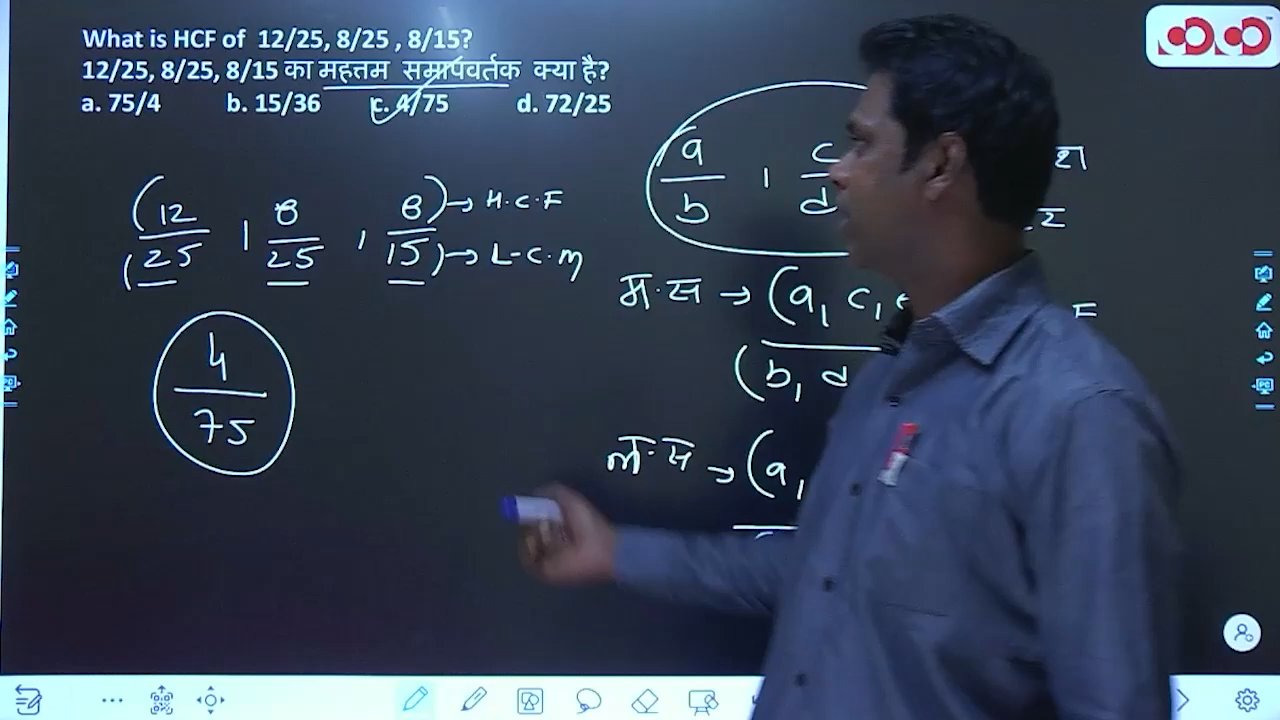 What is HCF of 12/25, 8/25 , 8/15?
12/25, 8/25, 8/15 का महत्तम समापवर्तक क्या है?
a. 75/4 b. 15/36 c. 4/75 d. 72/25
(12/25 , 8/25 , 8/15) → H.C.F
→ L.C.M
4/75
a/b , c/d
म.स → (a, c,
(b, d
ल.स → (a,